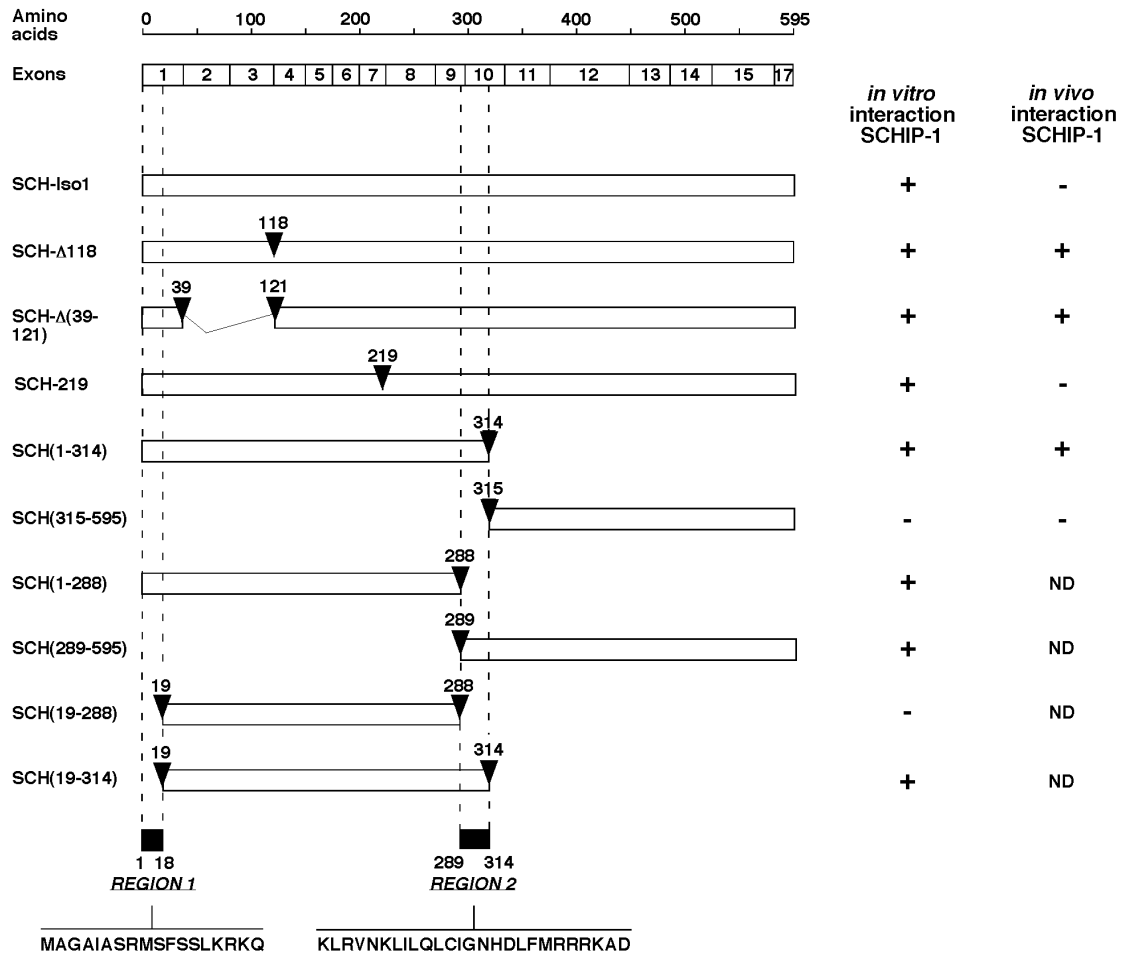 Amino acids 0 100 200 300 400 500 595
Exons 1 2 3 4 5 6 7 8 9 10 11 12 13 14 15 17
in vitro interaction SCHIP-1
in vivo interaction SCHIP-1
SCH-Iso1 + -
118
SCH-Δ118 + +
39 121
SCH-Δ(39-121) + +
219
SCH-219 + -
314
SCH(1-314) + +
315
SCH(315-595) - -
288
SCH(1-288) + ND
289
SCH(289-595) + ND
19 288
SCH(19-288) - ND
19 314
SCH(19-314) + ND
1 18 289 314
REGION 1 REGION 2
MAGAIASRMSFSSLKRKQ KLRVNKLILQLCIGNHDLFMRRRKAD